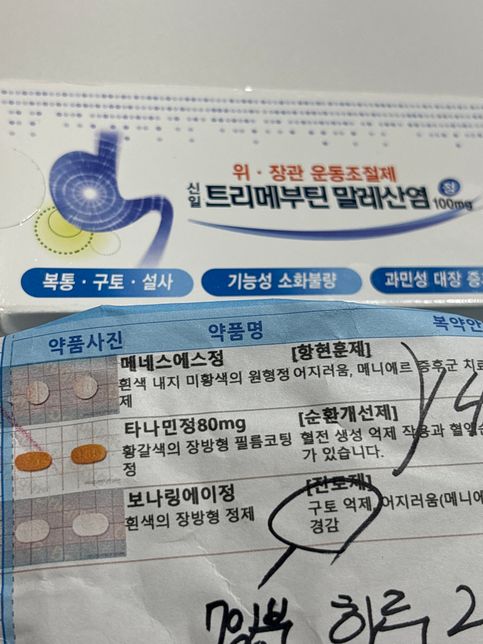 위·장관 운동조절제
신일 트리메부틴 말레산염 정 100mg
복통·구토·설사 기능성 소화불량 과민성 대장 증
약품사진 약품명 복약안
메네스에스정 [항현훈제]
흰색 내지 미황색의 원형정 어지러움, 메니에르 증후군 치료
제
타나민정80mg [순환개선제]
황갈색의 장방형 필름코팅 혈전 생성 억제 작용과 혈액순
정 가 있습니다.
보나링에이정 [진토제]
흰색의 장방형 정제 구토 억제, 어지러움(메니에
경감
7일분 하루 2